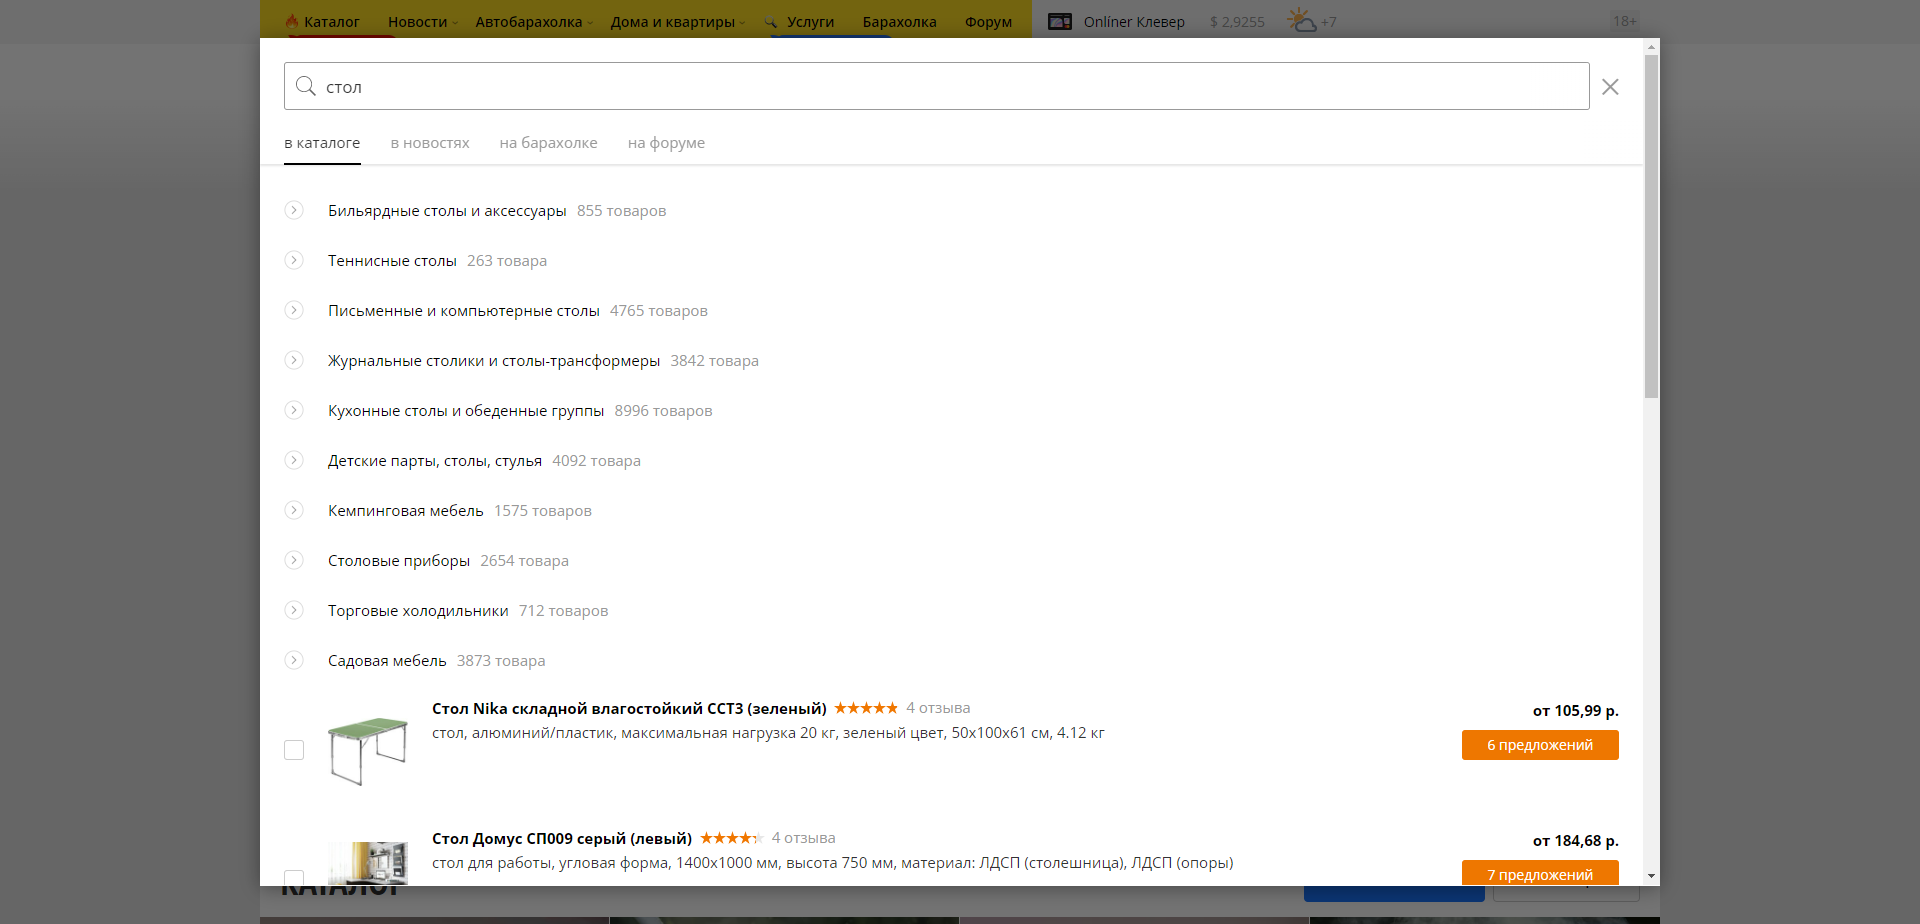 Каталог Новости Автобарахолка Дома и квартиры Услуги Барахолка Форум Onlíner Клевер $ 2,9255 +7 18+
стол
в каталоге в новостях на барахолке на форуме
Бильярдные столы и аксессуары 855 товаров
Теннисные столы 263 товара
Письменные и компьютерные столы 4765 товаров
Журнальные столики и столы-трансформеры 3842 товара
Кухонные столы и обеденные группы 8996 товаров
Детские парты, столы, стулья 4092 товара
Кемпинговая мебель 1575 товаров
Столовые приборы 2654 товара
Торговые холодильники 712 товаров
Садовая мебель 3873 товара
Стол Nika складной влагостойкий ССТ3 (зеленый) 4 отзыва
от 105,99 р.
стол, алюминий/пластик, максимальная нагрузка 20 кг, зеленый цвет, 50x100x61 см, 4.12 кг
6 предложений
Стол Домус СП009 серый (левый) 4 отзыва
от 184,68 р.
стол для работы, угловая форма, 1400x1000 мм, высота 750 мм, материал: ЛДСП (столешница), ЛДСП (опоры)
7 предложений
КАТАЛОГ